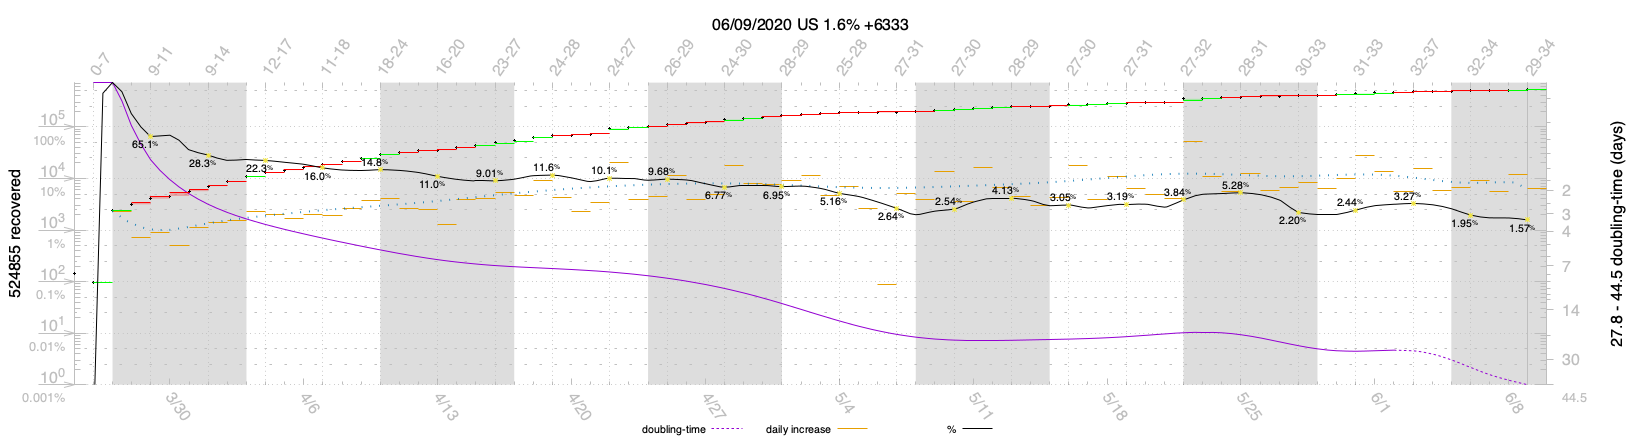 06/09/2020 US 1.6% +6333
0-7 9-11 9-14 12-17 11-18 18-24 16-20 23-27 24-28 24-27 26-29 24-30 28-29 25-28 27-31 27-30 28-29 27-30 27-31 27-32 28-31 30-33 31-33 32-37 32-34 29-34
524855 recovered
10^5
100%
10^4
10%
10^3
1%
10^2
0.1%
10^1
0.01%
10^0
0.001%
65.1% 28.3% 22.3% 16.0% 14.8% 11.0% 9.01% 11.6% 10.1% 9.68% 6.77% 6.95% 5.16% 2.64% 2.54% 4.13% 3.05% 3.19% 3.84% 5.28% 2.20% 2.44% 3.27% 1.95% 1.57%
2
3
4
7
14
30
44.5
27.8 - 44.5 doubling-time (days)
3/30 4/6 4/13 4/20 4/27 5/4 5/11 5/18 5/25 6/1 6/8
doubling-time daily increase %